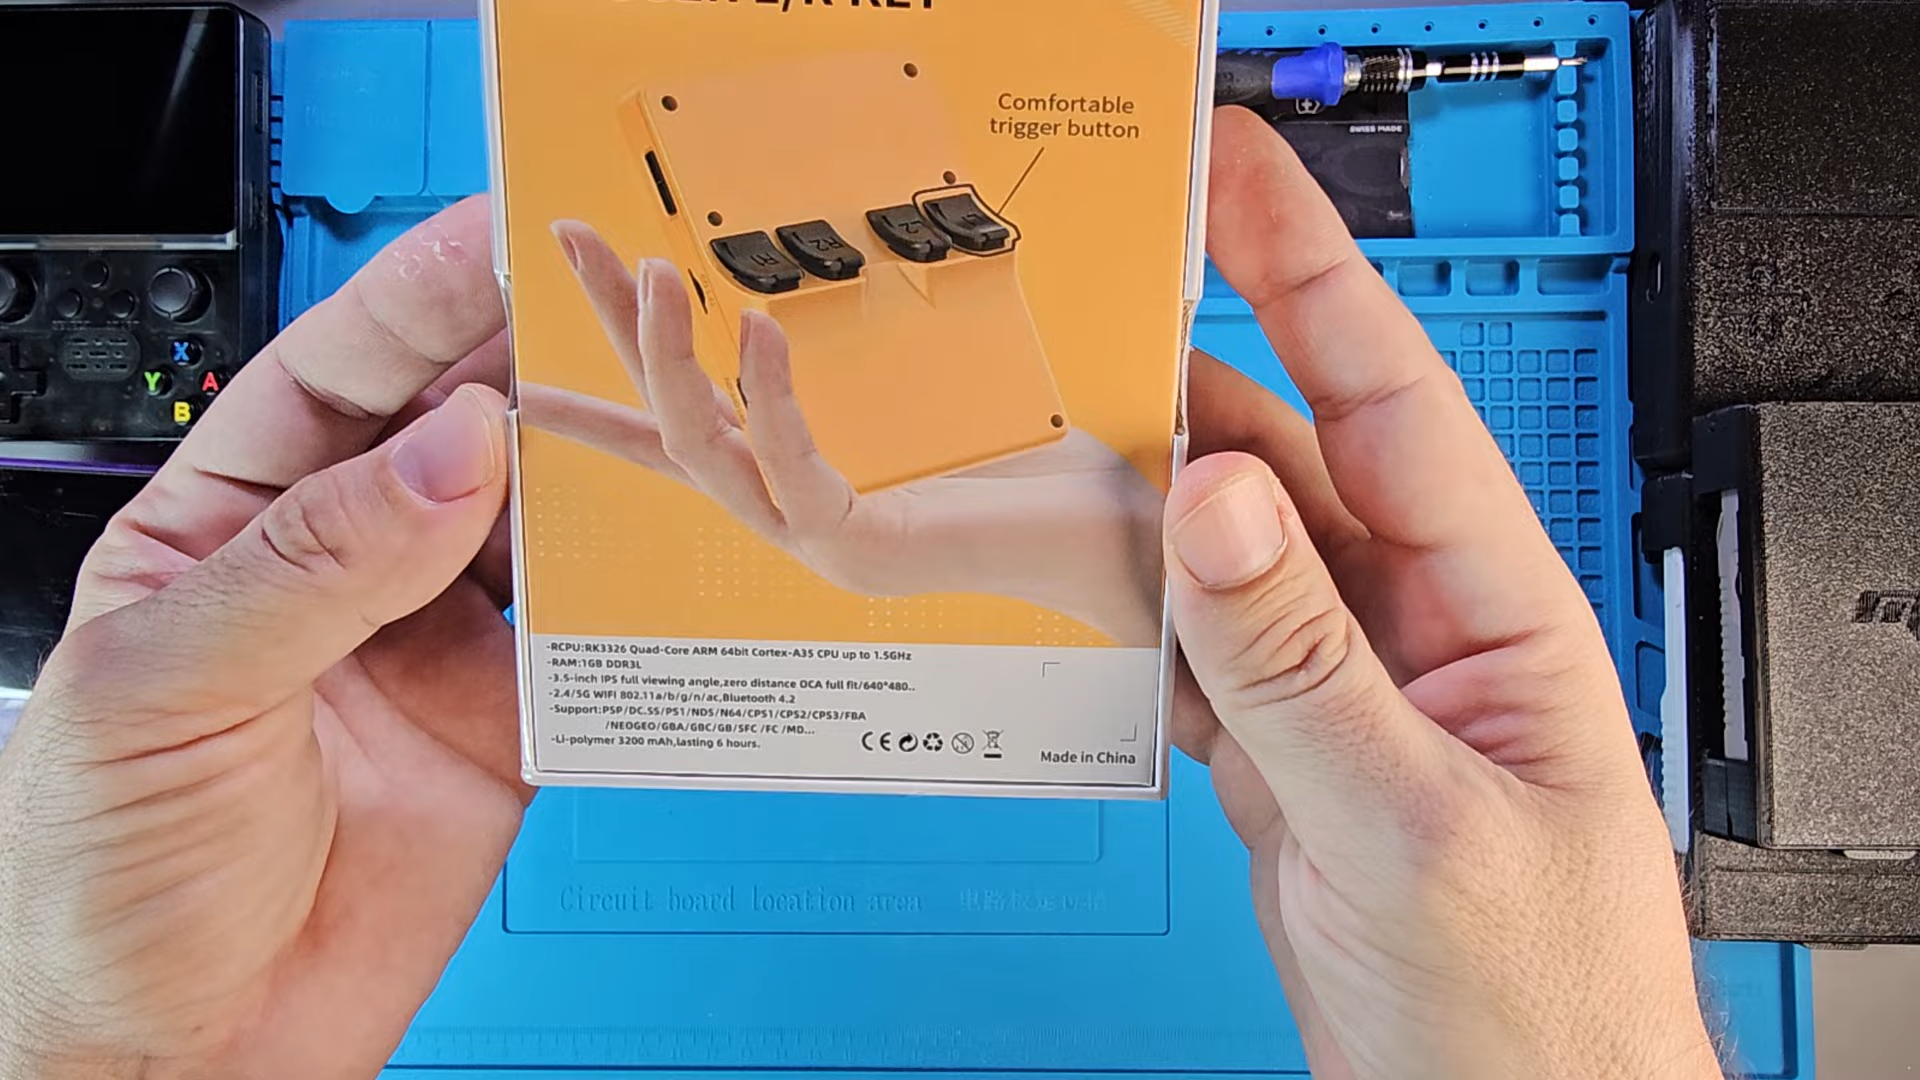 L/R KEY
Comfortable
trigger button
SWISS MADE
R1
R2
L2
L1
X
Y
A
B
-RCPU:RK3326 Quad-Core ARM 64bit Cortex-A35 CPU up to 1.5GHz
-RAM:1GB DDR3L
-3.5-inch IPS full viewing angle,zero distance OCA full fit/640*480..
-2.4/5G WIFI 802.11a/b/g/n/ac,Bluetooth 4.2
-Support:PSP/DC.SS/PS1/NDS/N64/CPS1/CPS2/CPS3/FBA
/NEOGEO/GBA/GBC/GB/SFC /FC /MD...
-Li-polymer 3200 mAh,lasting 6 hours.
CE
Made in China
Circuit board location area